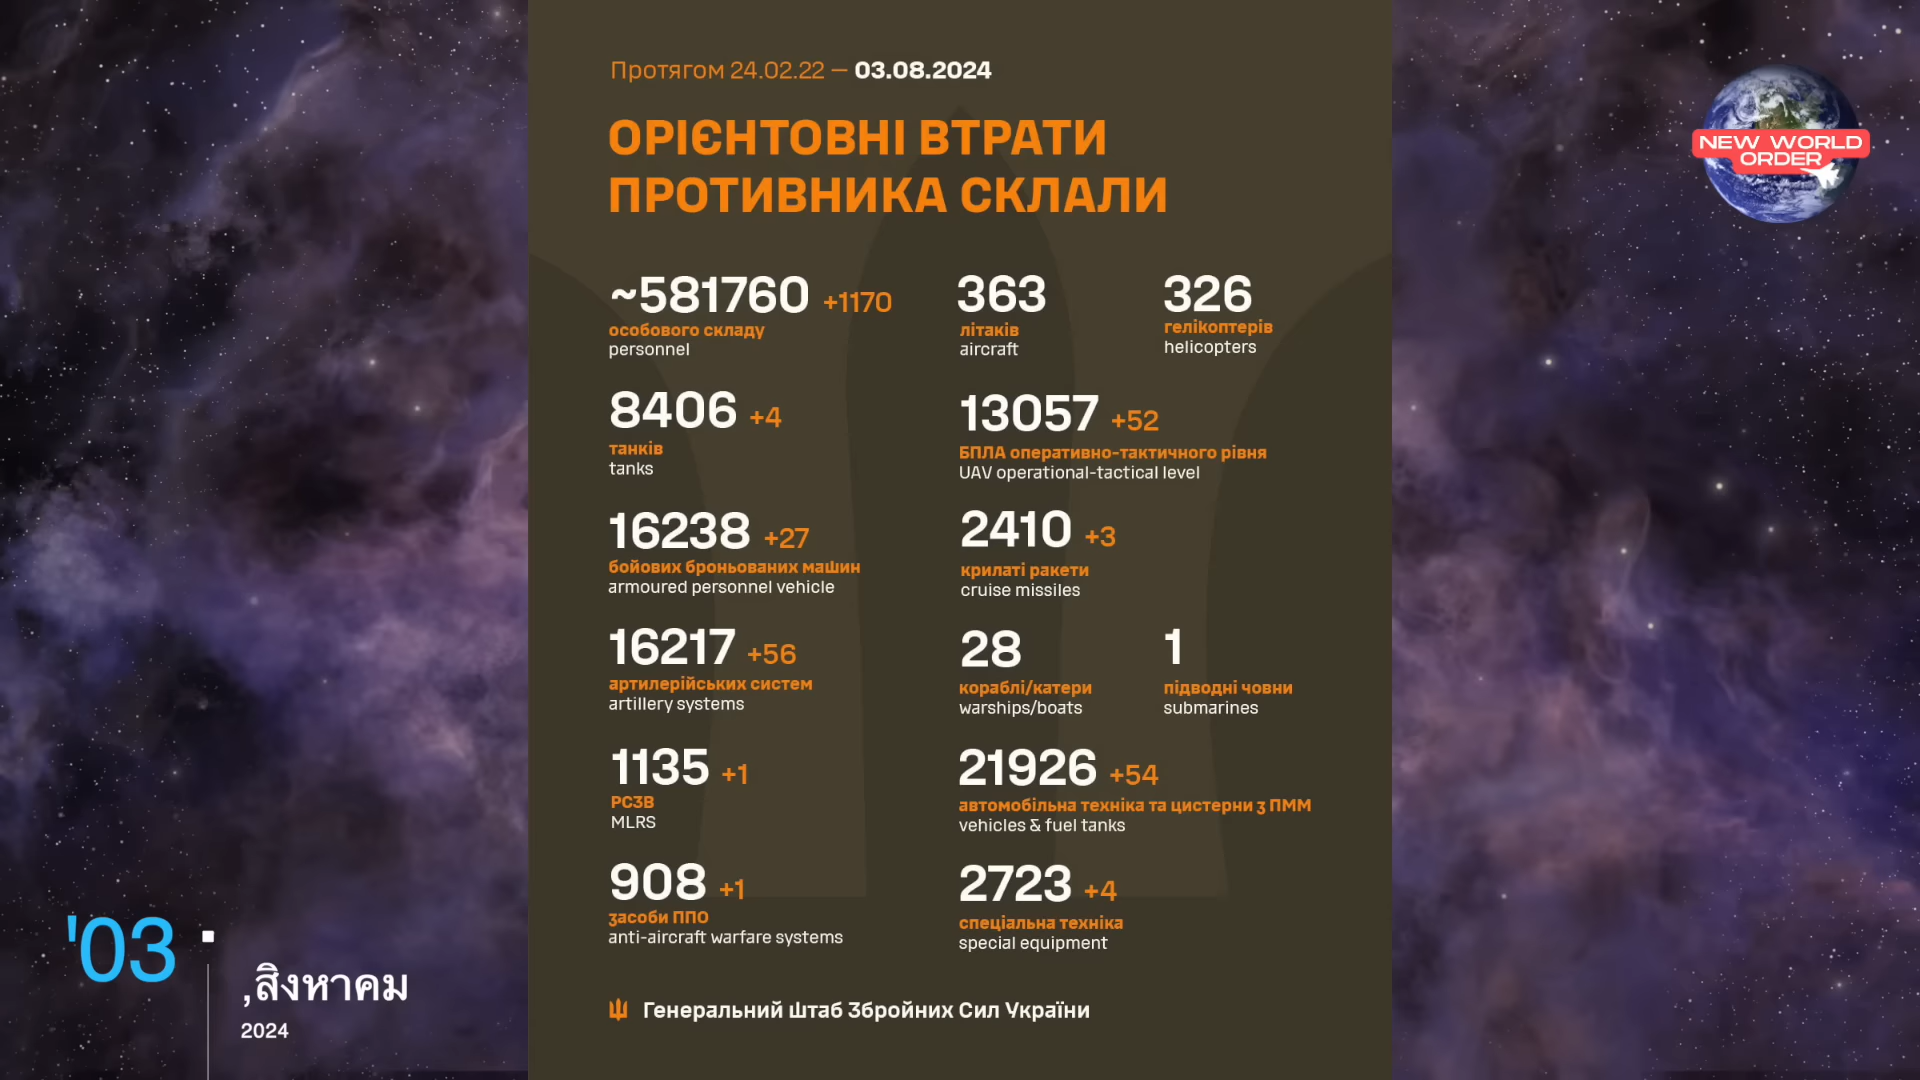 Протягом 24.02.22 — 03.08.2024
ОРІЄНТОВНІ ВТРАТИ
ПРОТИВНИКА СКЛАЛИ
~581760 +1170
особового складу
personnel
363
літаків
aircraft
326
гелікоптерів
helicopters
8406 +4
танків
tanks
13057 +52
БПЛА оперативно-тактичного рівня
UAV operational-tactical level
16238 +27
бойових броньованих машин
armoured personnel vehicle
2410 +3
крилаті ракети
cruise missiles
16217 +56
артилерійських систем
artillery systems
28
кораблі/катери
warships/boats
1
підводні човни
submarines
1135 +1
РСЗВ
MLRS
21926 +54
автомобільна техніка та цистерни з ПММ
vehicles & fuel tanks
908 +1
засоби ППО
anti-aircraft warfare systems
2723 +4
спеціальна техніка
special equipment
Генеральний штаб Збройних Сил України
NEW WORLD
ORDER
'03
,สิงหาคม
2024